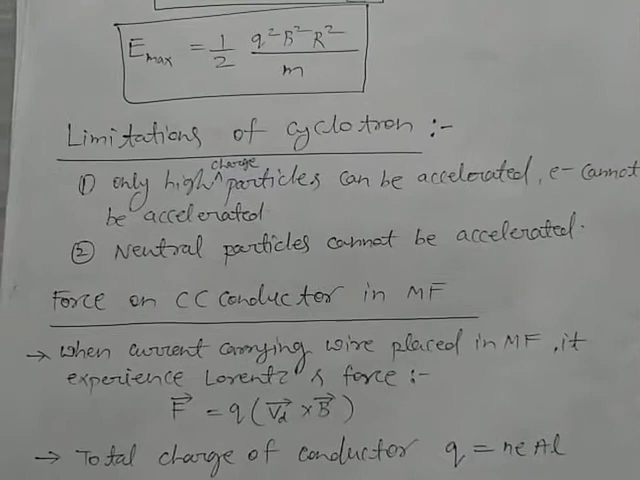 Emax = 1/2 q²B²R²/m
Limitations of cyclotron :-
① only high charge particles can be accelerated, e- cannot
be accelerated
② Neutral particles cannot be accelerated.
Force on CC conductor in MF
→ when current carrying wire placed in MF, it
experience Lorentz force :-
F⃗ = q(V⃗d × B⃗)
→ Total charge of conductor q = neAl